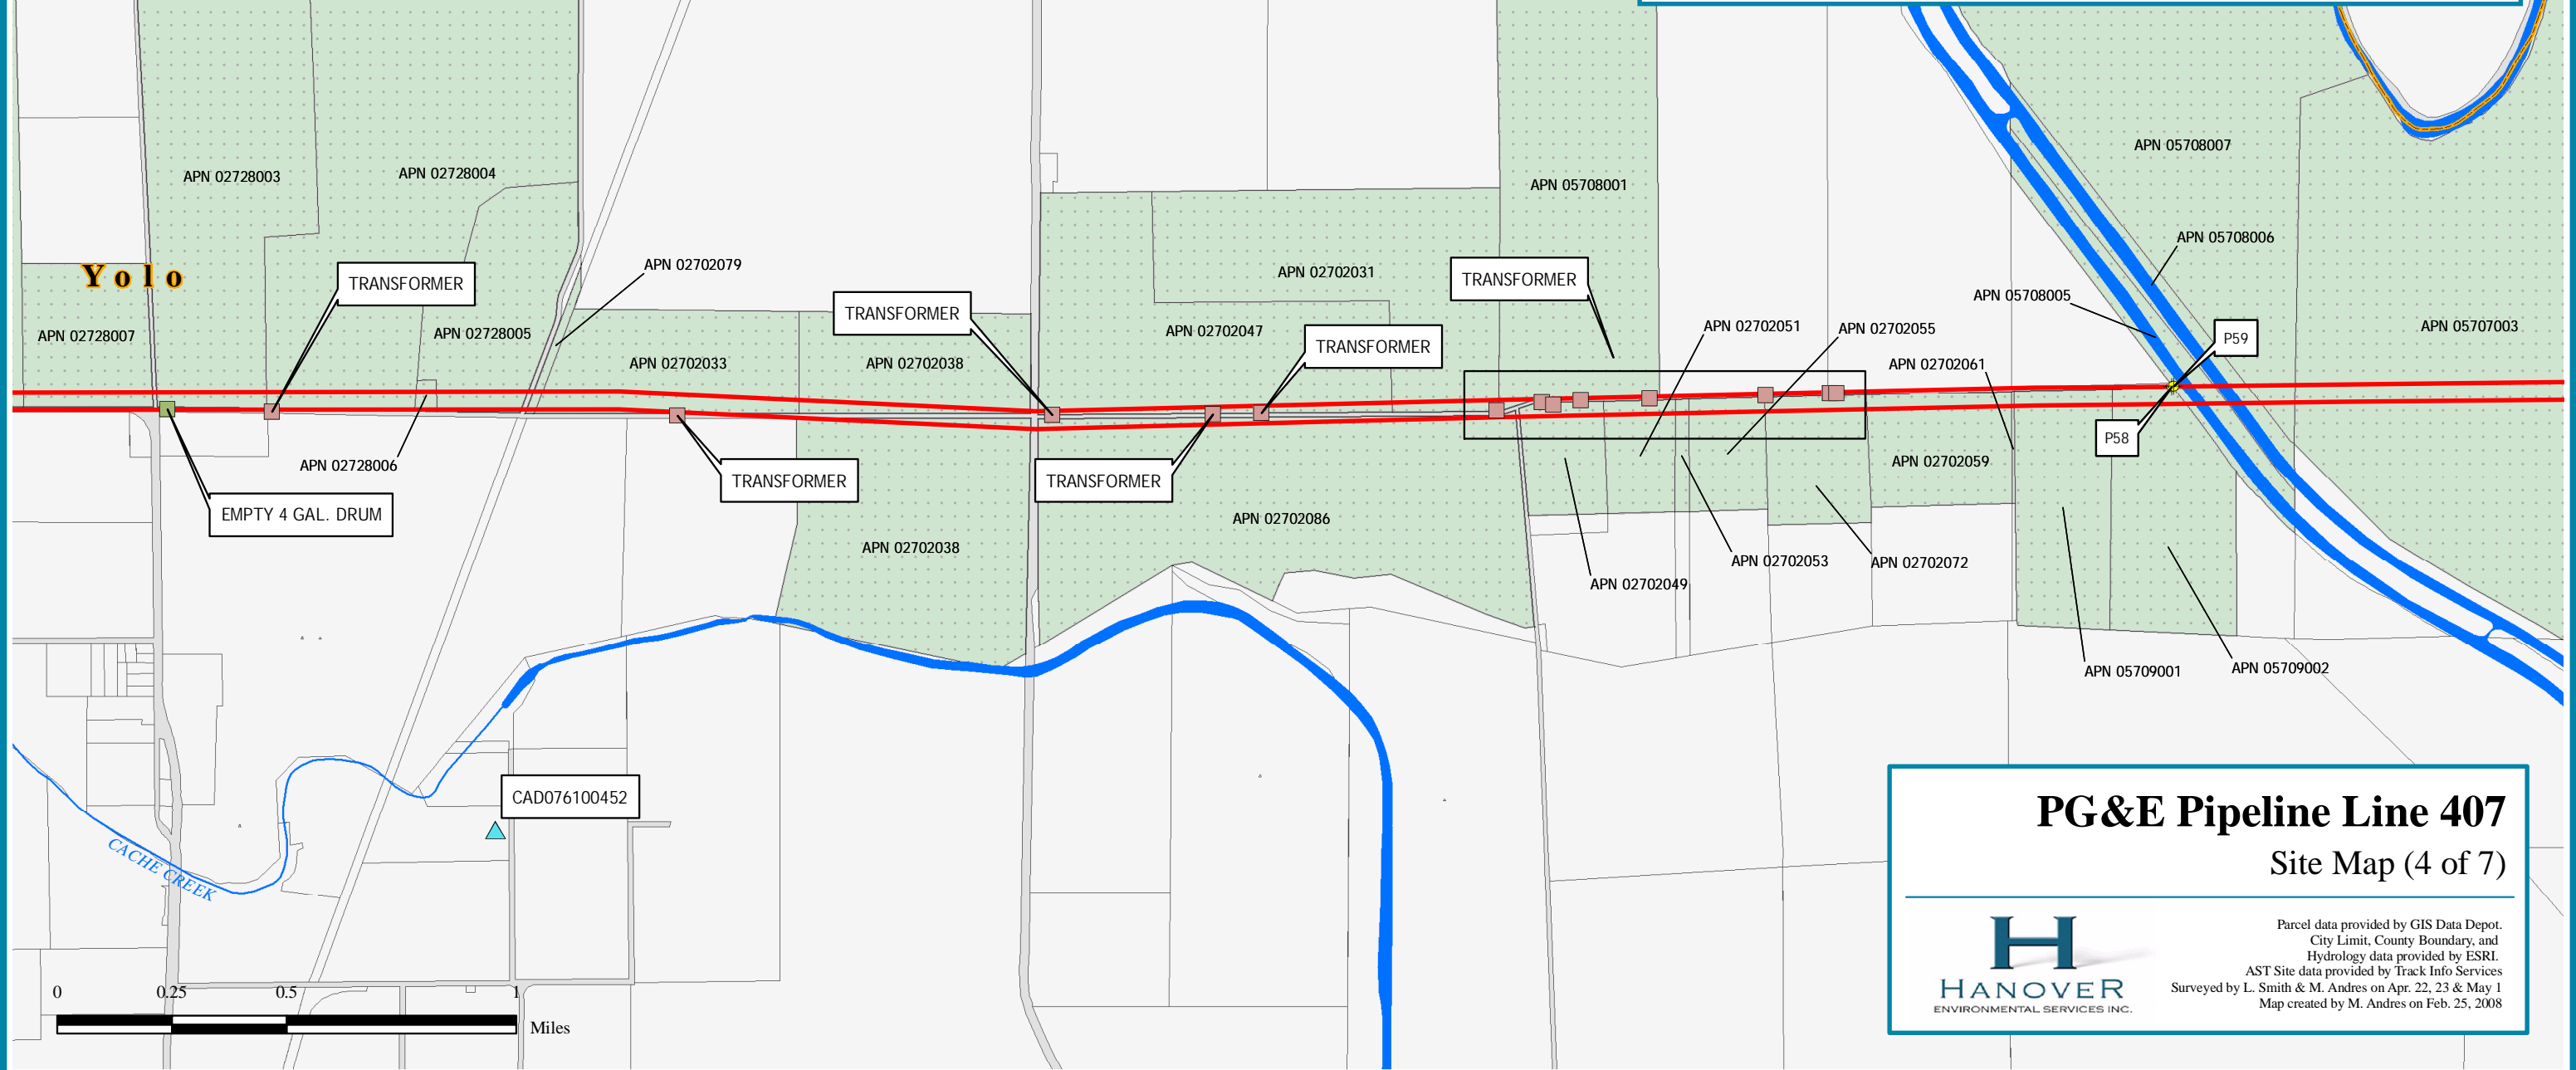 APN 05708007
APN 02728003
APN 02728004
APN 05708001
APN 05708006
Yolo
TRANSFORMER
APN 02702079
APN 02702031
TRANSFORMER
APN 05708005
TRANSFORMER
APN 02728007
APN 02728005
APN 02702047
APN 02702051
APN 02702055
APN 05707003
P59
TRANSFORMER
APN 02702033
APN 02702038
APN 02702061
P58
APN 02728006
APN 02702059
TRANSFORMER
TRANSFORMER
EMPTY 4 GAL. DRUM
APN 02702086
APN 02702038
APN 02702053
APN 02702072
APN 02702049
APN 05709001
APN 05709002
CAD076100452
CACHE CREEK
PG&E Pipeline Line 407
Site Map (4 of 7)
Parcel data provided by GIS Data Depot.
City Limit, County Boundary, and
Hydrology data provided by ESRI.
AST Site data provided by Track Info Services
Surveyed by L. Smith & M. Andres on Apr. 22, 23 & May 1
Map created by M. Andres on Feb. 25, 2008
H
HANOVER
ENVIRONMENTAL SERVICES INC.
0 0.25 0.5 1
Miles